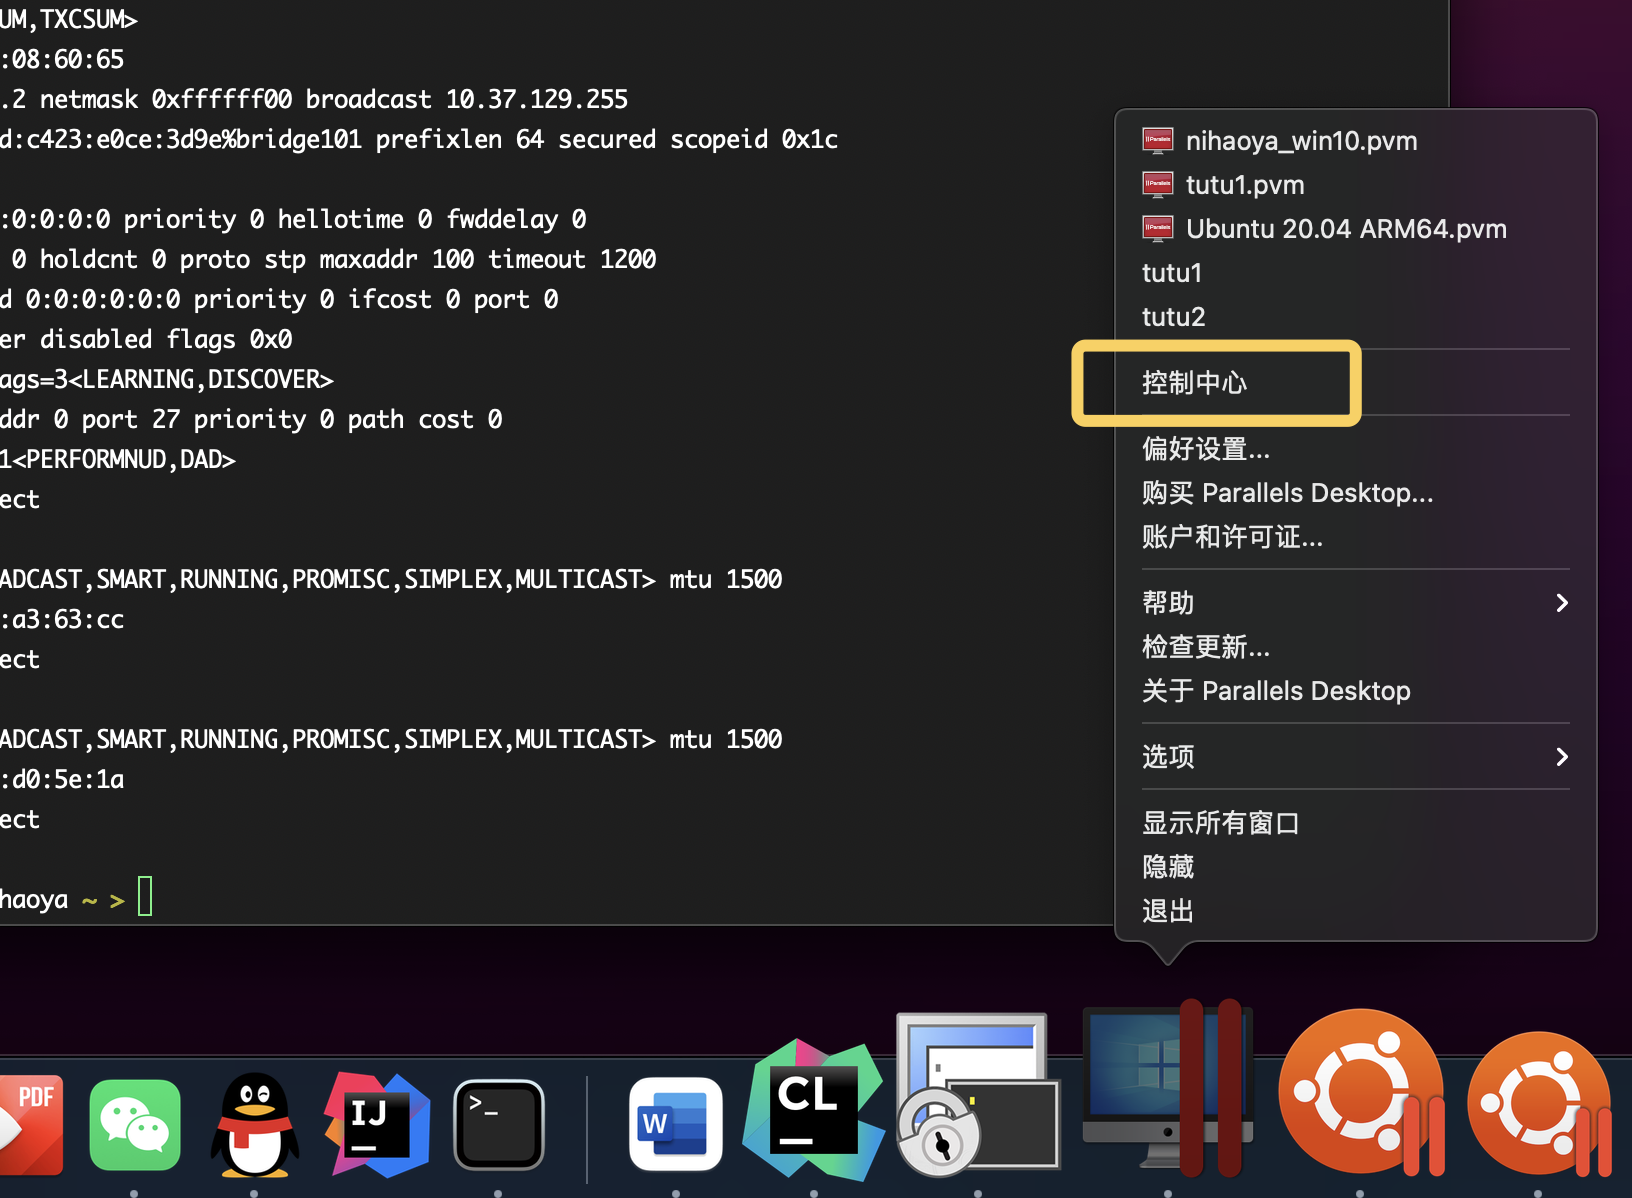 UM,TXCSUM>
:08:60:65
.2 netmask 0xffffff00 broadcast 10.37.129.255
d:c423:e0ce:3d9e%bridge101 prefixlen 64 secured scopeid 0x1c
:0:0:0:0 priority 0 hellotime 0 fwddelay 0
0 holdcnt 0 proto stp maxaddr 100 timeout 1200
d 0:0:0:0:0:0 priority 0 ifcost 0 port 0
er disabled flags 0x0
ags=3<LEARNING,DISCOVER>
ddr 0 port 27 priority 0 path cost 0
1<PERFORMNUD,DAD>
ect
ADCAST,SMART,RUNNING,PROMISC,SIMPLEX,MULTICAST> mtu 1500
:a3:63:cc
ect
ADCAST,SMART,RUNNING,PROMISC,SIMPLEX,MULTICAST> mtu 1500
:d0:5e:1a
ect
haoya ~ >
nihaoya_win10.pvm
tutu1.pvm
Ubuntu 20.04 ARM64.pvm
tutu1
tutu2
控制中心
偏好设置...
购买 Parallels Desktop...
账户和许可证...
帮助
检查更新...
关于 Parallels Desktop
选项
显示所有窗口
隐藏
退出
PDF
IJ
>_
W
CL